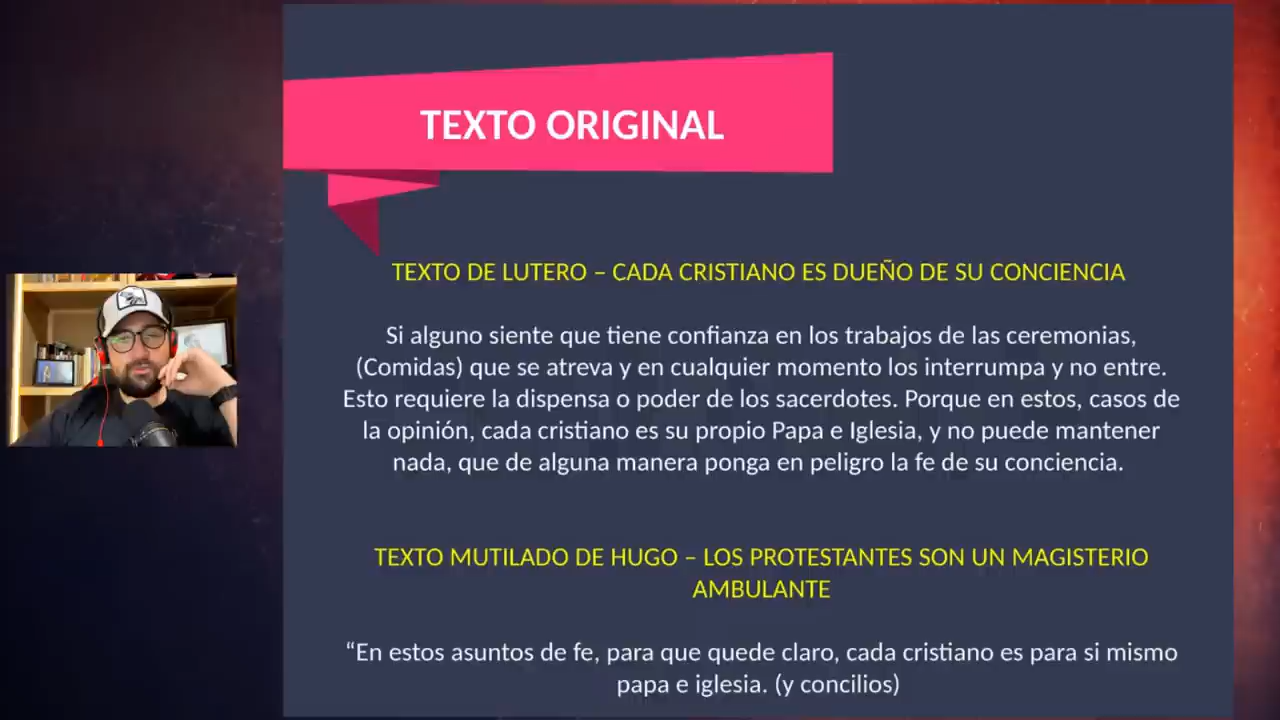 TEXTO ORIGINAL
TEXTO DE LUTERO – CADA CRISTIANO ES DUEÑO DE SU CONCIENCIA
Si alguno siente que tiene confianza en los trabajos de las ceremonias,
(Comidas) que se atreva y en cualquier momento los interrumpa y no entre.
Esto requiere la dispensa o poder de los sacerdotes. Porque en estos, casos de
la opinión, cada cristiano es su propio Papa e Iglesia, y no puede mantener
nada, que de alguna manera ponga en peligro la fe de su conciencia.
TEXTO MUTILADO DE HUGO – LOS PROTESTANTES SON UN MAGISTERIO
AMBULANTE
“En estos asuntos de fe, para que quede claro, cada cristiano es para si mismo
papa e iglesia. (y concilios)